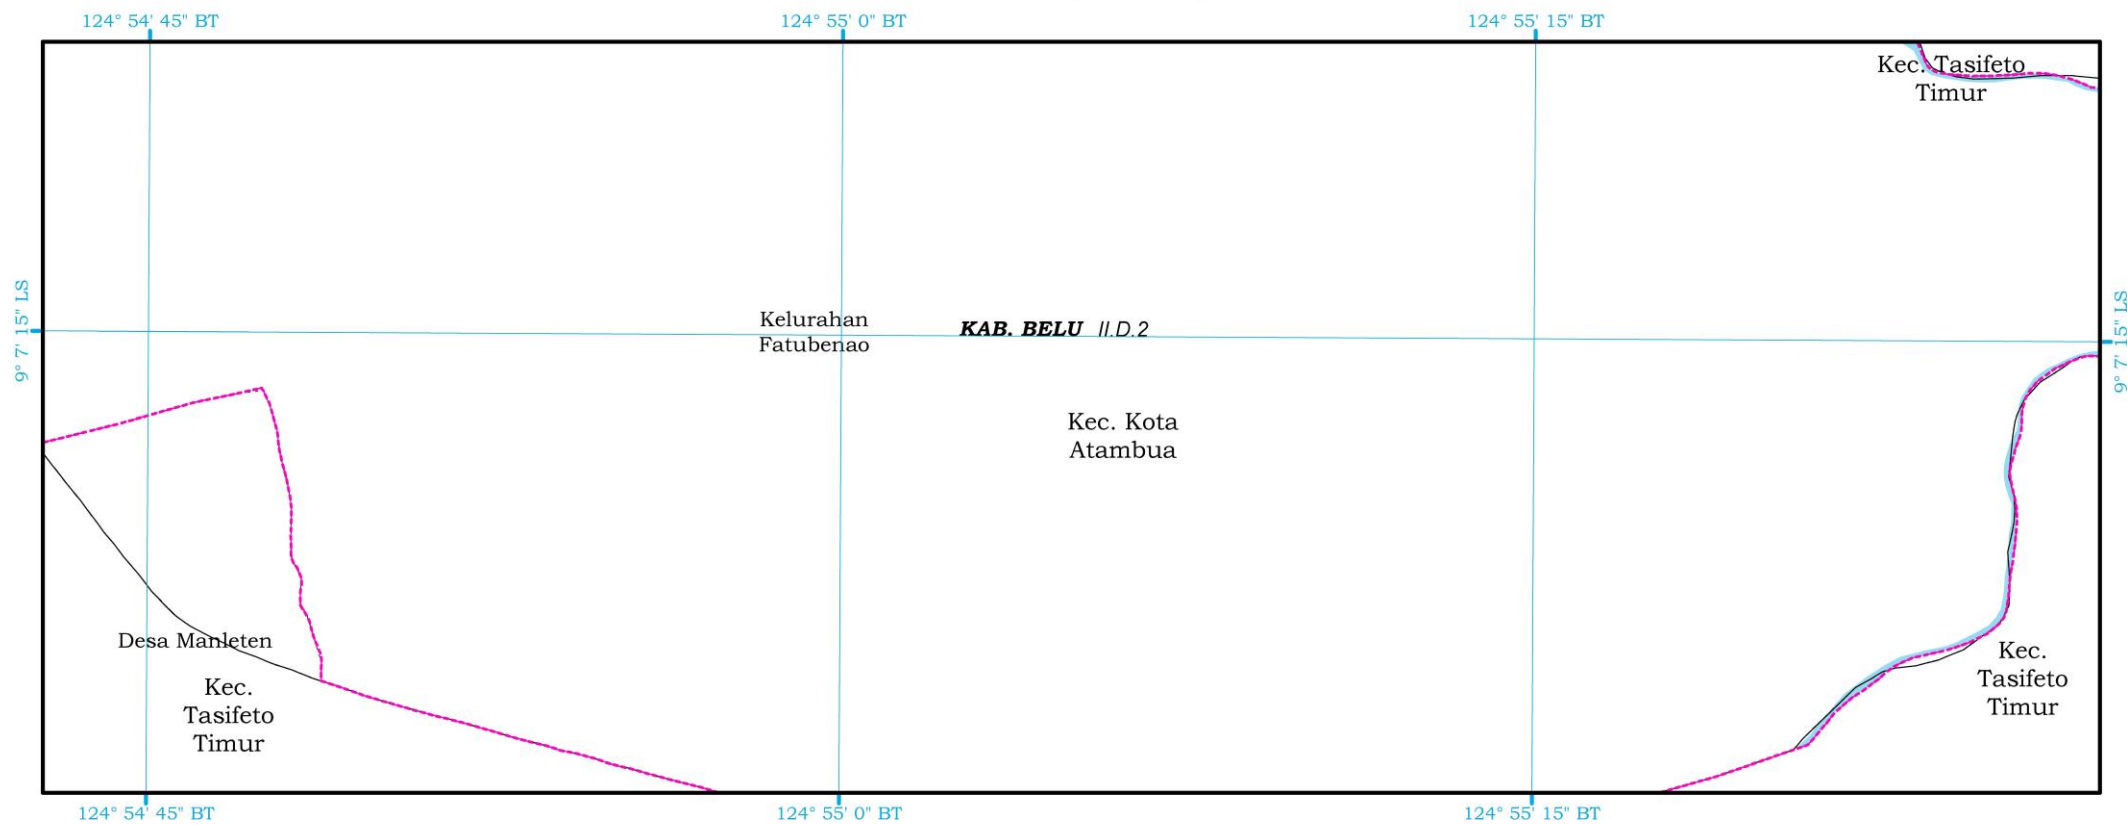 124° 54' 45" BT
124° 55' 0" BT
124° 55' 15" BT
Kec. Tasifeto
Timur
9° 7' 15" LS
Kelurahan
Fatubenao
KAB. BELU II.D.2
9° 7' 15" LS
Kec. Kota
Atambua
Desa Manleten
Kec.
Tasifeto
Timur
Kec.
Tasifeto
Timur
124° 54' 45" BT
124° 55' 0" BT
124° 55' 15" BT